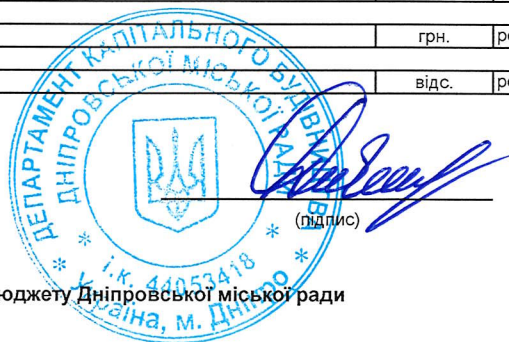 грн.
відс.
ДЕПАРТАМЕНТ КАПІТАЛЬНОГО БУДІВНИЦТВА
ДНІПРОВСЬКОЇ МІСЬКОЇ РАДИ
(підпис)
* І.К. 44053418 *
* Україна, м. Дніпро *
юджету Дніпровської міської ради